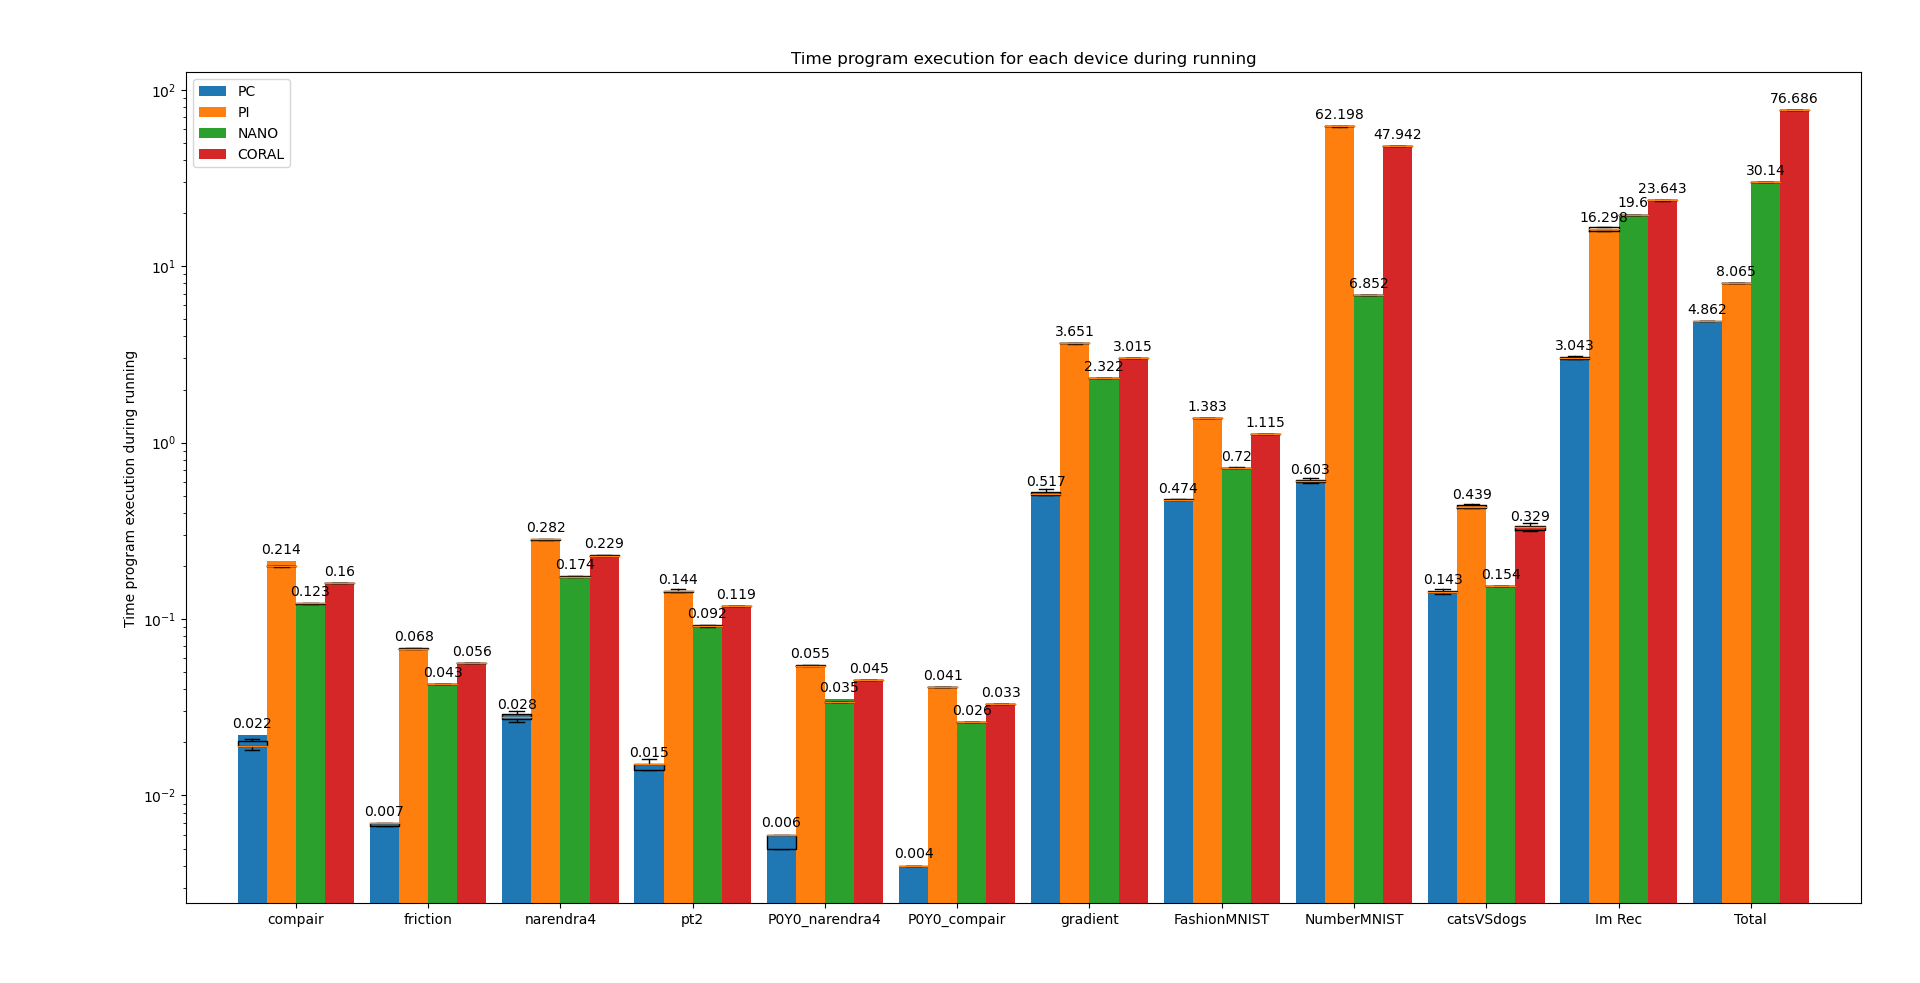 Time program execution for each device during running
PC
PI
NANO
CORAL
Time program execution during running
10²
10¹
10⁰
10⁻¹
10⁻²
0.022
0.214
0.123
0.16
0.007
0.068
0.043
0.056
0.028
0.282
0.174
0.229
0.015
0.144
0.092
0.119
0.006
0.055
0.035
0.045
0.004
0.041
0.026
0.033
0.517
3.651
2.322
3.015
0.474
1.383
0.72
1.115
0.603
62.198
6.852
47.942
0.143
0.439
0.154
0.329
3.043
16.298
19.6
23.643
4.862
8.065
30.14
76.686
compair
friction
narendra4
pt2
P0Y0_narendra4
P0Y0_compair
gradient
FashionMNIST
NumberMNIST
catsVSdogs
Im Rec
Total